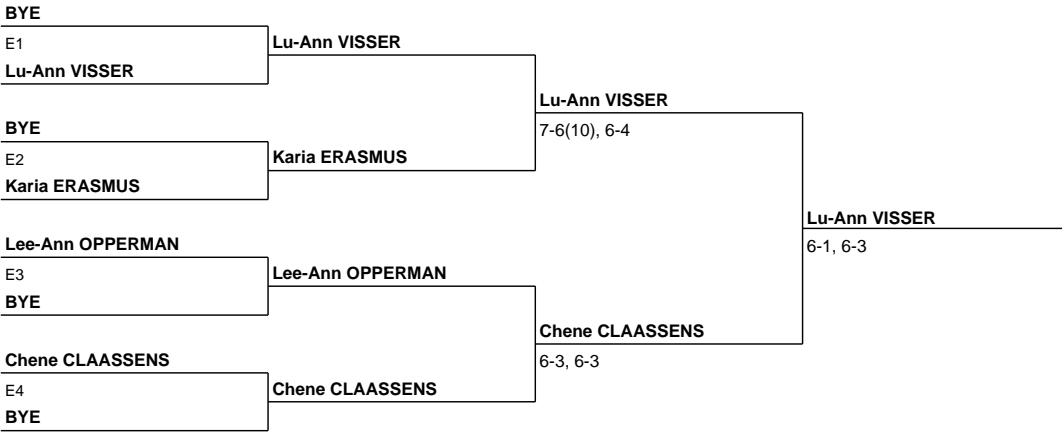 BYE
E1
Lu-Ann VISSER
Lu-Ann VISSER
BYE
E2
Karia ERASMUS
Karia ERASMUS
Lu-Ann VISSER
7-6(10), 6-4
Lee-Ann OPPERMAN
E3
BYE
Lee-Ann OPPERMAN
Chene CLAASSENS
E4
BYE
Chene CLAASSENS
Chene CLAASSENS
6-3, 6-3
Lu-Ann VISSER
6-1, 6-3